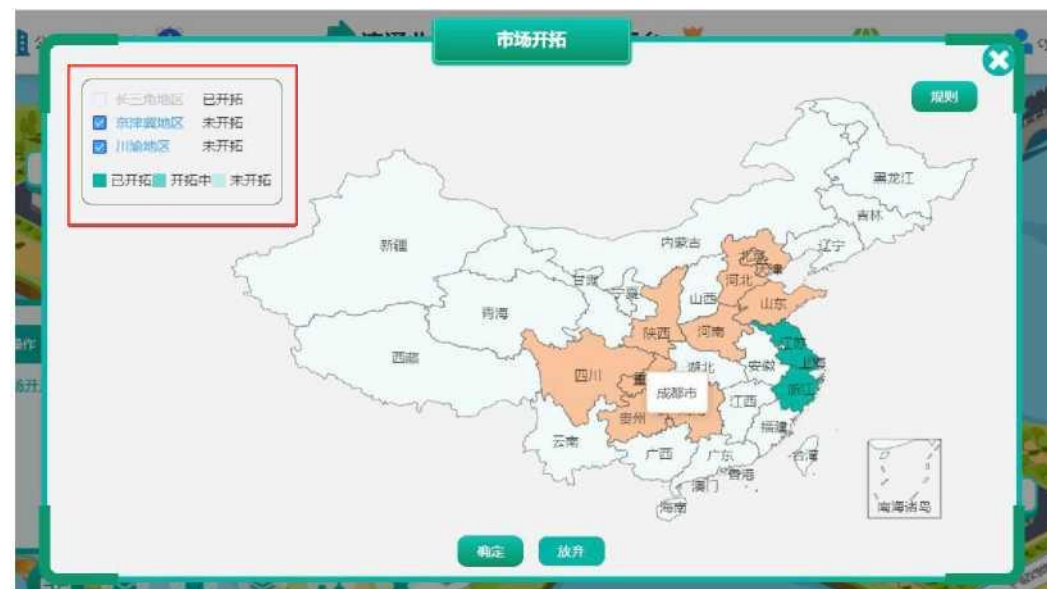 市场开拓
规则
长三角地区 已开拓
京津冀地区 未开拓
川渝地区 未开拓
已开拓 开拓中 未开拓
黑龙江
吉林
辽宁
内蒙古
新疆
北京
天津
河北
甘肃
宁夏
山西
山东
青海
陕西
河南
江苏
西藏
四川
重
湖北
安徽
上海
成都市
浙江
江西
贵州
福建
云南
广西
广东
台湾
香港
澳门
海南
南海诸岛
确定
放弃